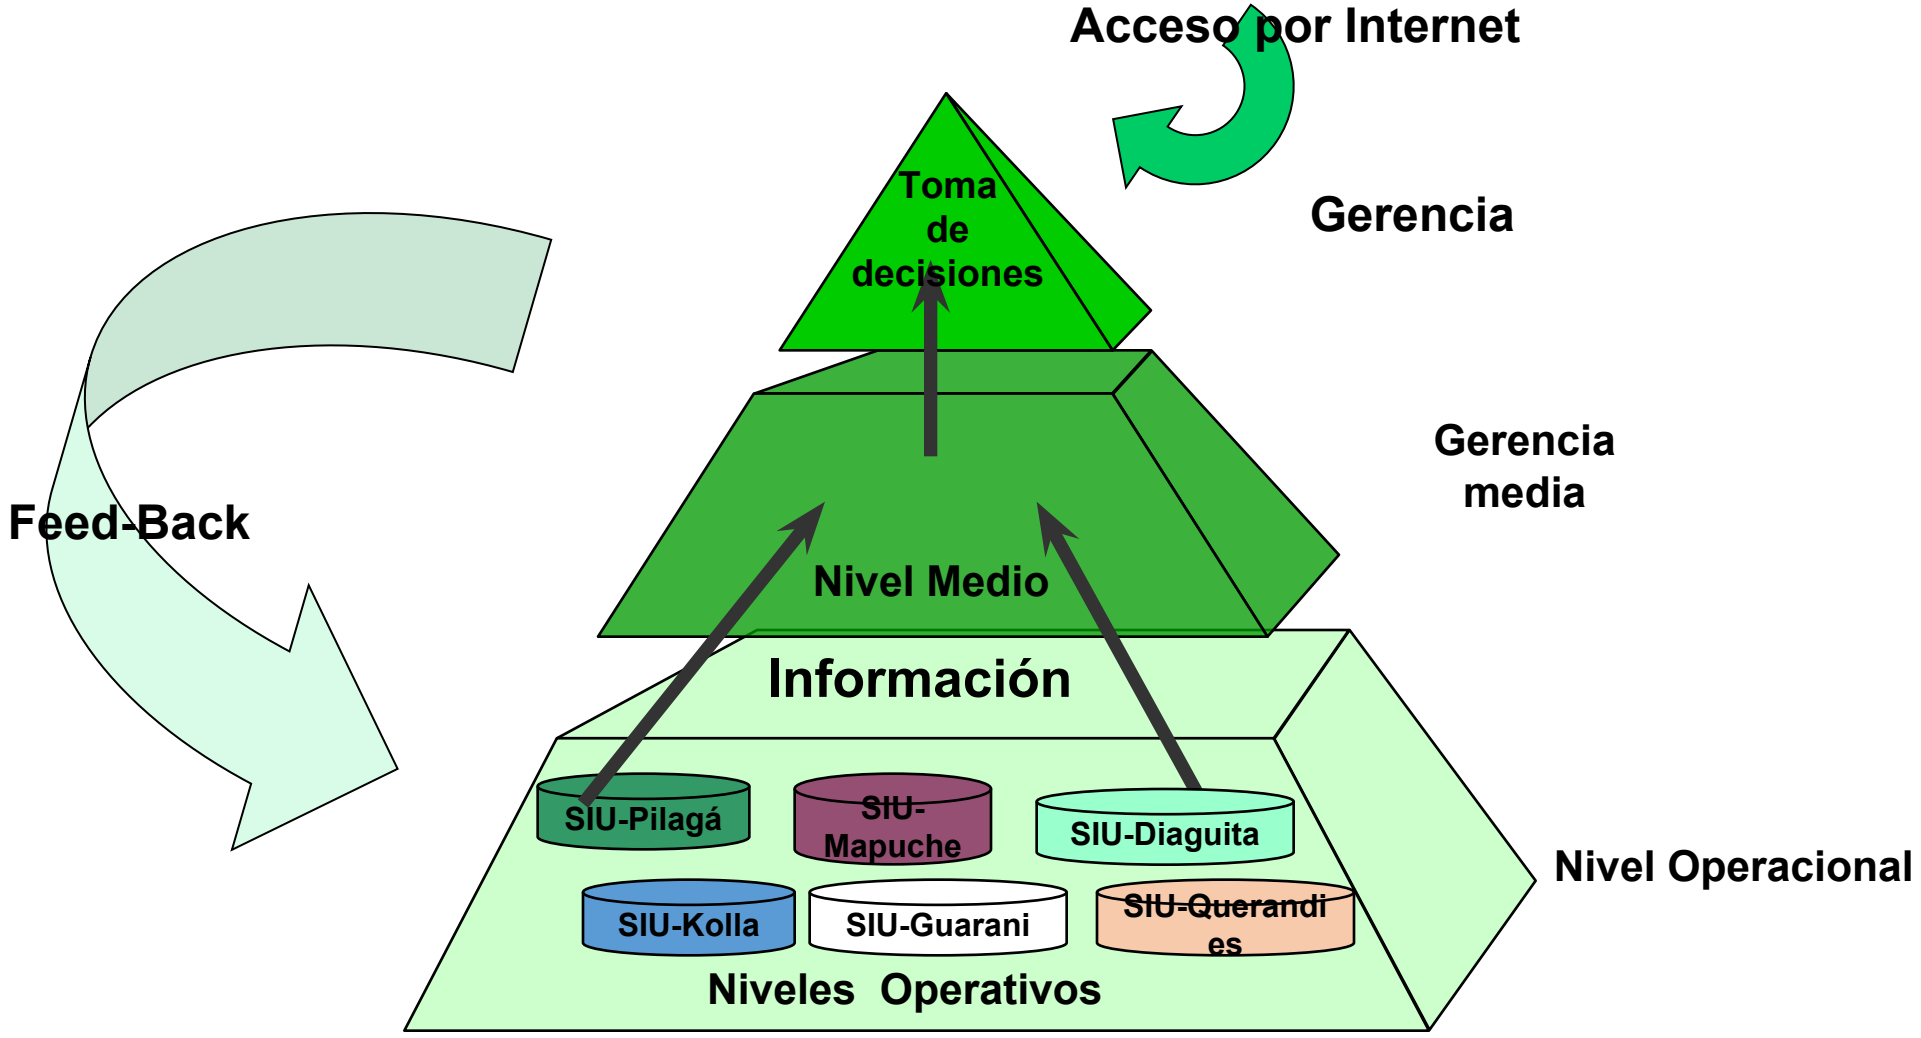 Acceso por Internet
Toma
de
decisiones
Gerencia
Gerencia
media
Feed-Back
Nivel Medio
Información
SIU-Pilagá
SIU-
Mapuche
SIU-Diaguita
Nivel Operacional
SIU-Kolla
SIU-Guarani
SIU-Querandi
es
Niveles  Operativos